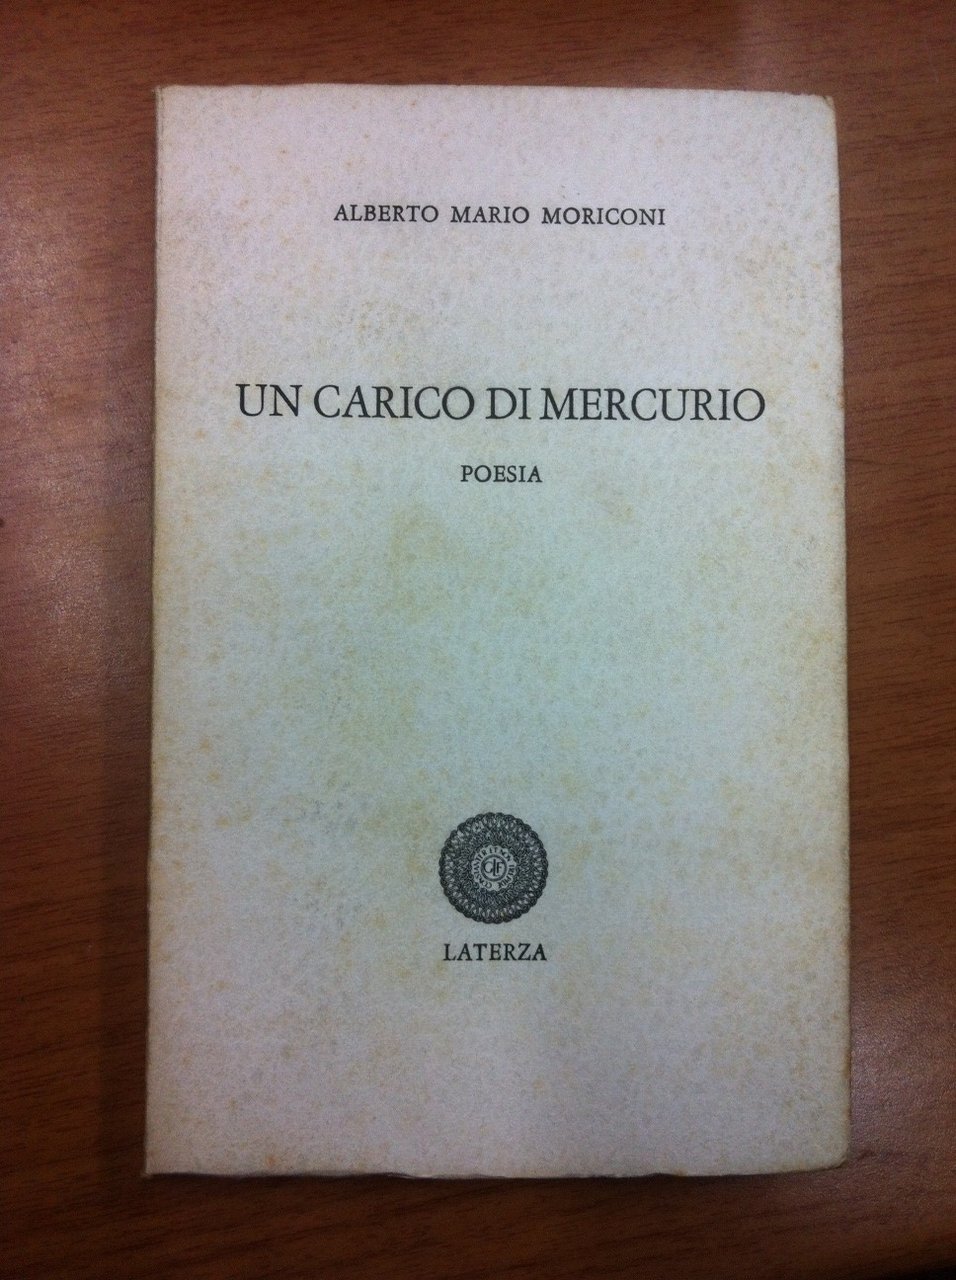 ALBERTO MARIO MORICONI
UN CARICO DI MERCURIO
POESIA
LATERZA